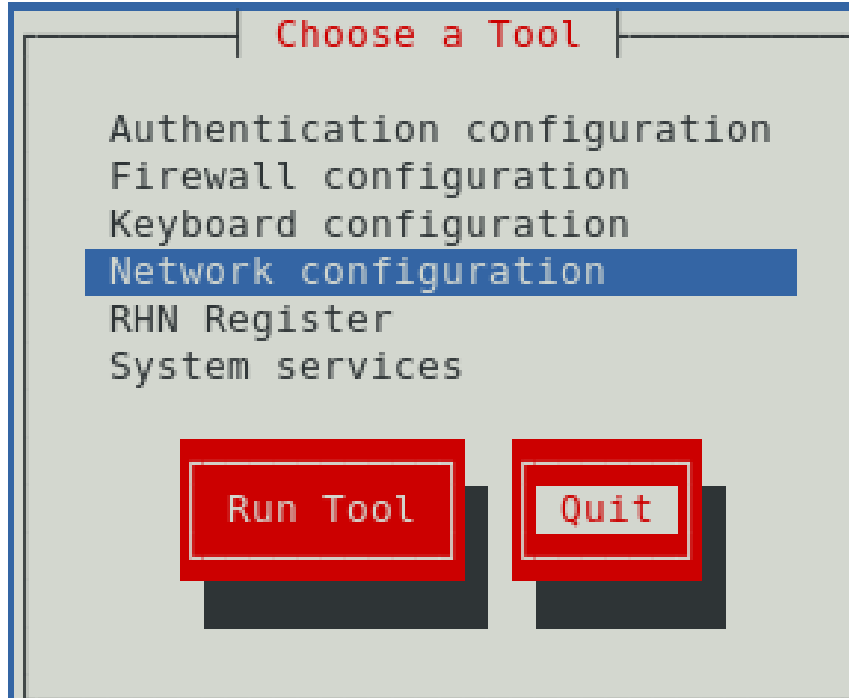 Choose a Tool
Authentication configuration
Firewall configuration
Keyboard configuration
Network configuration
RHN Register
System services
Run Tool Quit